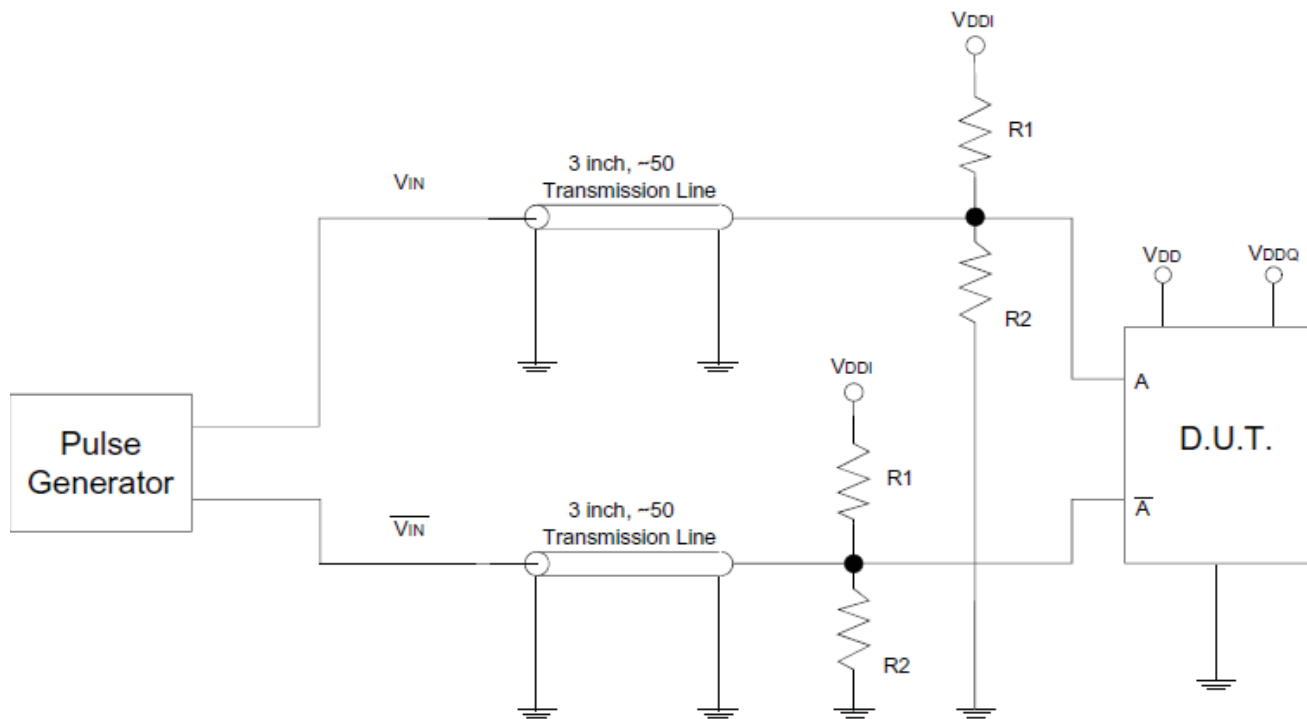 VDDI
R1
3 inch, ~50
Transmission Line
VIN
VDD
VDDQ
R2
VDDI
A
Pulse
Generator
D.U.T.
R1
3 inch, ~50
Transmission Line
V̅I̅N̅
A̅
R2